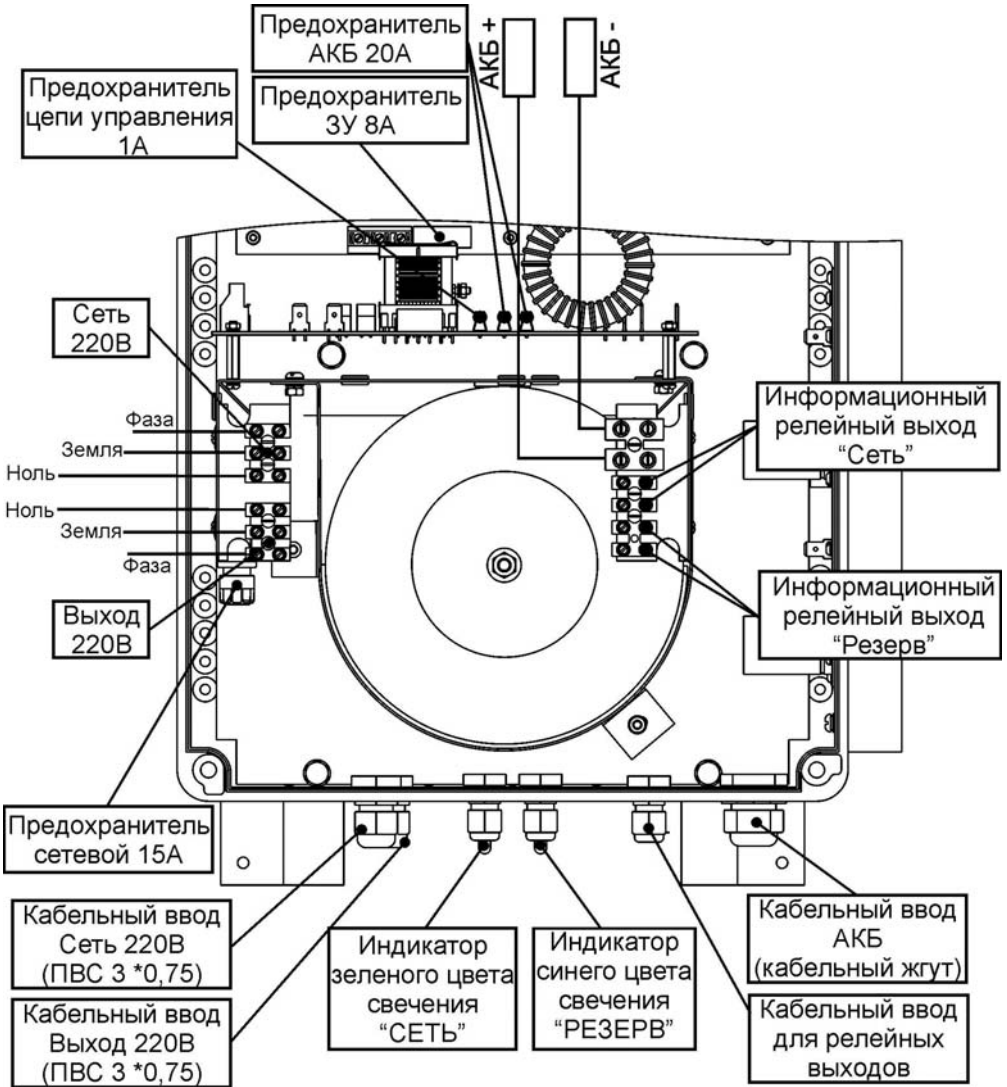 Предохранитель
АКБ 20А
АКБ +
АКБ -
Предохранитель
цепи управления
1А
Предохранитель
ЗУ 8А
Сеть
220В
Фаза
Земля
Ноль
Ноль
Земля
Фаза
Выход
220В
Информационный
релейный выход
“Сеть”
Информационный
релейный выход
“Резерв”
Предохранитель
сетевой 15А
Кабельный ввод
Сеть 220В
(ПВС 3 *0,75)
Кабельный ввод
Выход 220В
(ПВС 3 *0,75)
Индикатор
зеленого цвета
свечения
“СЕТЬ”
Индикатор
синего цвета
свечения
“РЕЗЕРВ”
Кабельный ввод
АКБ
(кабельный жгут)
Кабельный ввод
для релейных
выходов